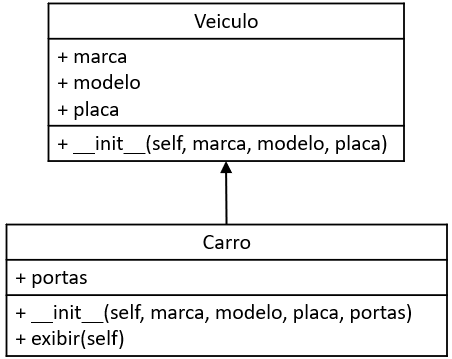 Veiculo
+ marca
+ modelo
+ placa
+ __init__(self, marca, modelo, placa)
Carro
+ portas
+ __init__(self, marca, modelo, placa, portas)
+ exibir(self)